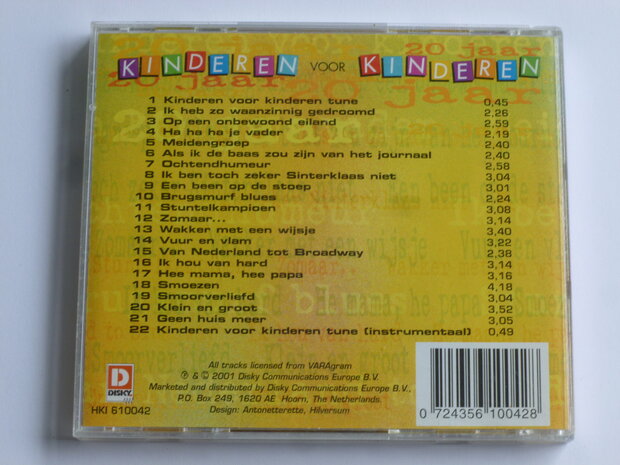 20 jaar
KINDEREN VOOR KINDEREN
20 jaar
20 jaar
1 Kinderen voor kinderen tune 0,45
2 Ik heb zo waanzinnig gedroomd 2,26
3 Op een onbewoond eiland 2,59
4 Ha ha ha je vader 2,19
5 Meidengroep 2,40
6 Als ik de baas zou zijn van het journaal 2,40
7 Ochtendhumeur 2,58
8 Ik ben toch zeker Sinterklaas niet 3,04
9 Een been op de stoep 3,01
10 Brugsmurf blues 2,24
11 Stuntelkampioen 3,08
12 Zomaar... 3,14
13 Wakker met een wijsje 3,40
14 Vuur en vlam 3,22
15 Van Nederland tot Broadway 2,38
16 Ik hou van hard 3,14
17 Hee mama, hee papa 3,16
18 Smoezen 4,18
19 Smoorverliefd 3,04
20 Klein en groot 3,52
21 Geen huis meer 3,05
22 Kinderen voor kinderen tune (instrumentaal) 0,49
All tracks licensed from VARAgram
℗ & © 2001 Disky Communications Europe B.V.
Marketed and distributed by Disky Communications Europe B.V.,
P.O. Box 249, 1620 AE Hoorn, The Netherlands.
Design: Antonetterette, Hilversum
D
DISKY
HKI 610042
0 724356 100428